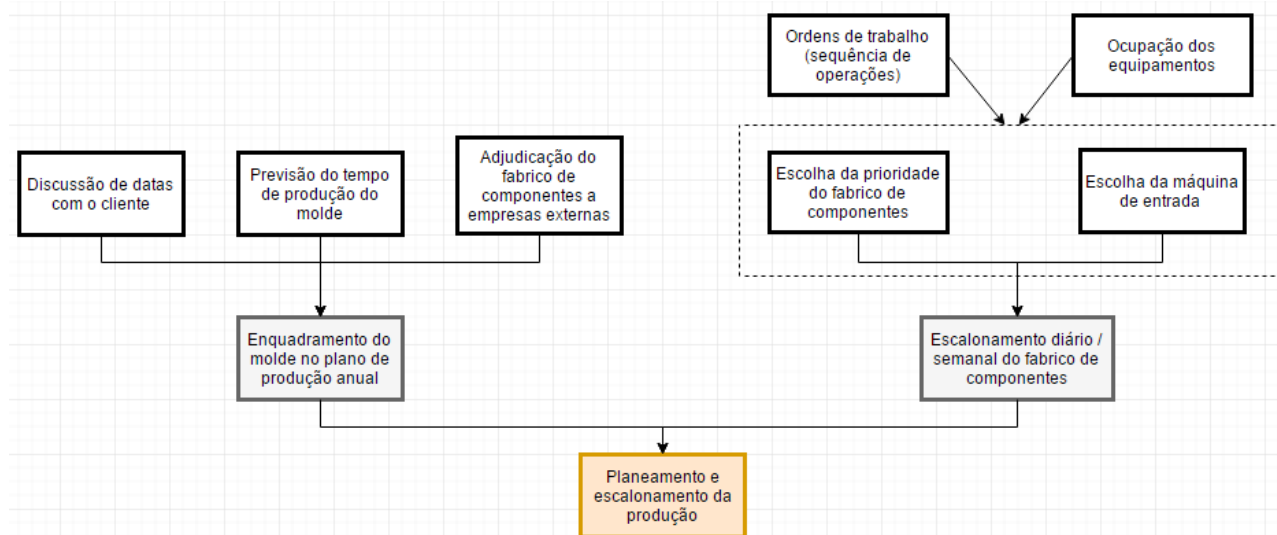 Ordens de trabalho
(sequência de
operações)
Ocupação dos
equipamentos
Discussão de datas
com o cliente
Previsão do tempo
de produção do
molde
Adjudicação do
fabrico de
componentes a
empresas externas
Escolha da prioridade
do fabrico de
componentes
Escolha da máquina
de entrada
Enquadramento do
molde no plano de
produção anual
Escalonamento diário /
semanal do fabrico de
componentes
Planeamento e
escalonamento da
produção